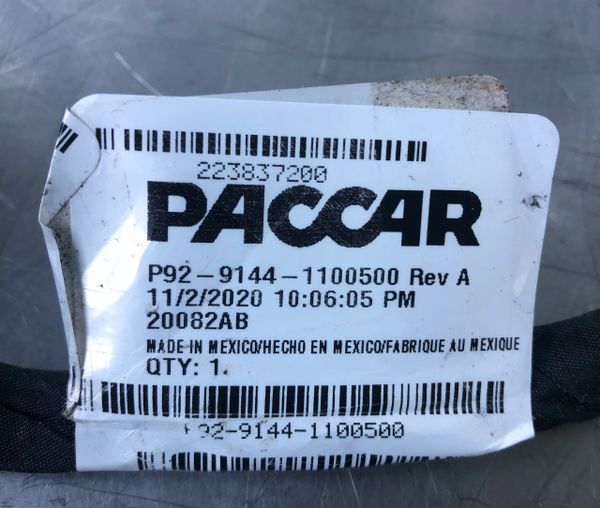 223837200
PACCAR
P92-9144-1100500 Rev A
11/2/2020 10:06:05 PM
20082AB
MADE IN MEXICO/HECHO EN MEXICO/FABRIQUE AU MEXIQUE
QTY: 1.
P92-9144-1100500